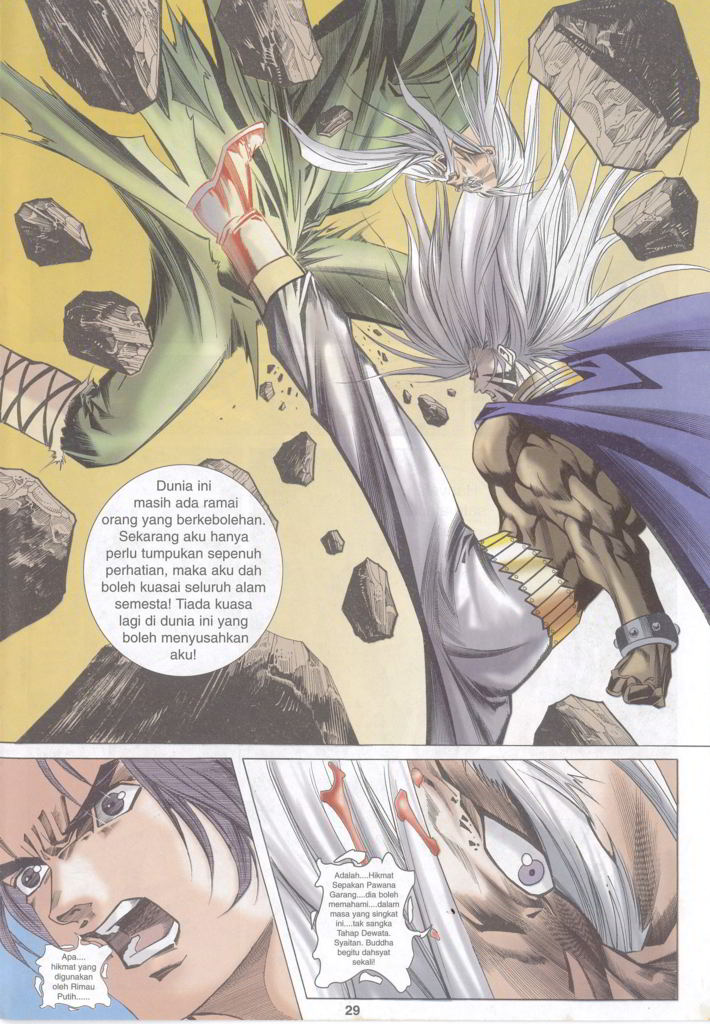 Dunia ini
masih ada ramai
orang yang berkebolehan.
Sekarang aku hanya
perlu tumpukan sepenuh
perhatian, maka aku dah
boleh kuasai seluruh alam
semesta! Tiada kuasa
lagi di dunia ini yang
boleh menyusahkan
aku!
Apa....
hikmat yang
digunakan
oleh Rimau
Putih......
Adalah....Hikmat
Sepakan Pawana
Garang....dia boleh
memahami....dalam
masa yang singkat
ini....tak sangka
Tahap Dewata.
Syaitan. Buddha
begitu dahsyat
sekali!
29